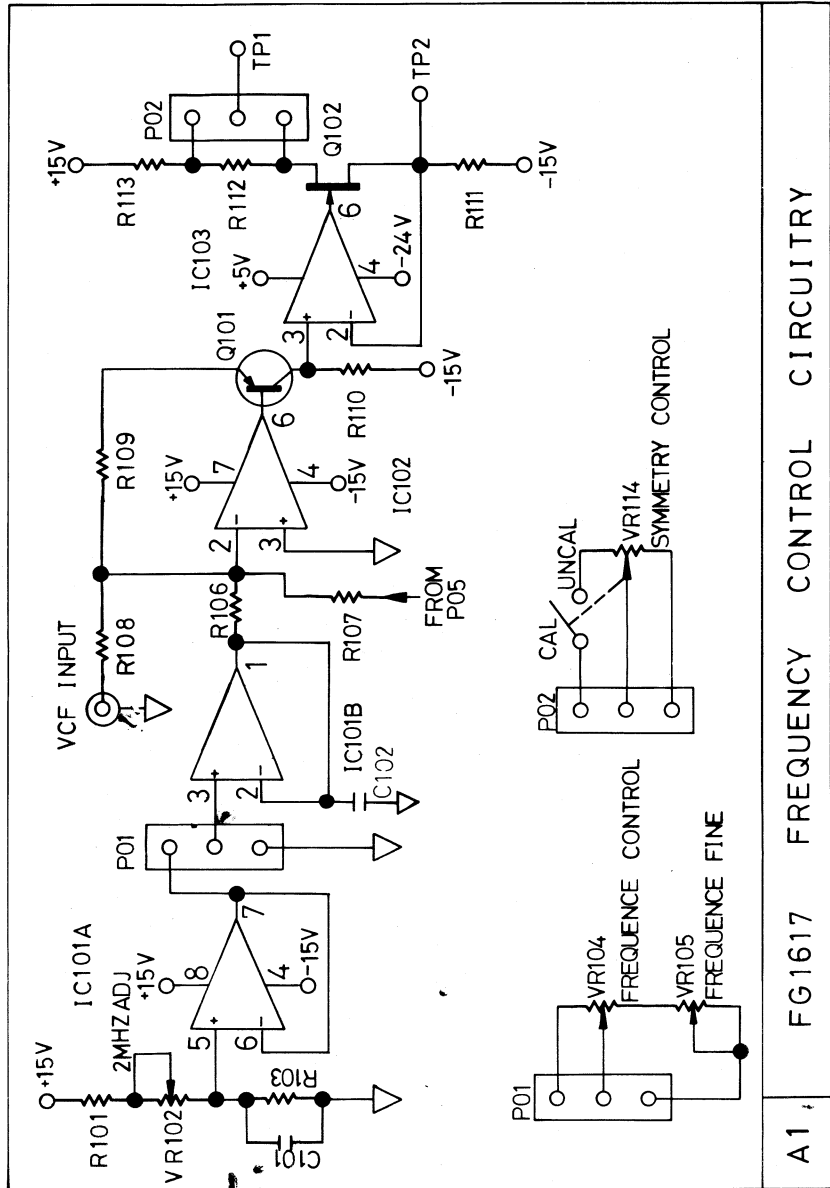 +15V
R101
2MHZ ADJ
VR102
C101
R103
IC101A
+15V
8
5
6
7
4
-15V
P01
3
2
1
IC101B
C102
VCF INPUT
R108
R109
R106
R107
FROM
P05
+15V
7
2
3
6
4
-15V
IC102
Q101
R110
-15V
IC103
+5V
3
2
6
4
-24V
+15V
R113
R112
P02
TP1
Q102
TP2
R111
-15V
P01
VR104
FREQUENCE CONTROL
VR105
FREQUENCE FINE
P02
CAL
UNCAL
VR114
SYMMETRY CONTROL
A1
FG1617 FREQUENCY CONTROL CIRCUITRY